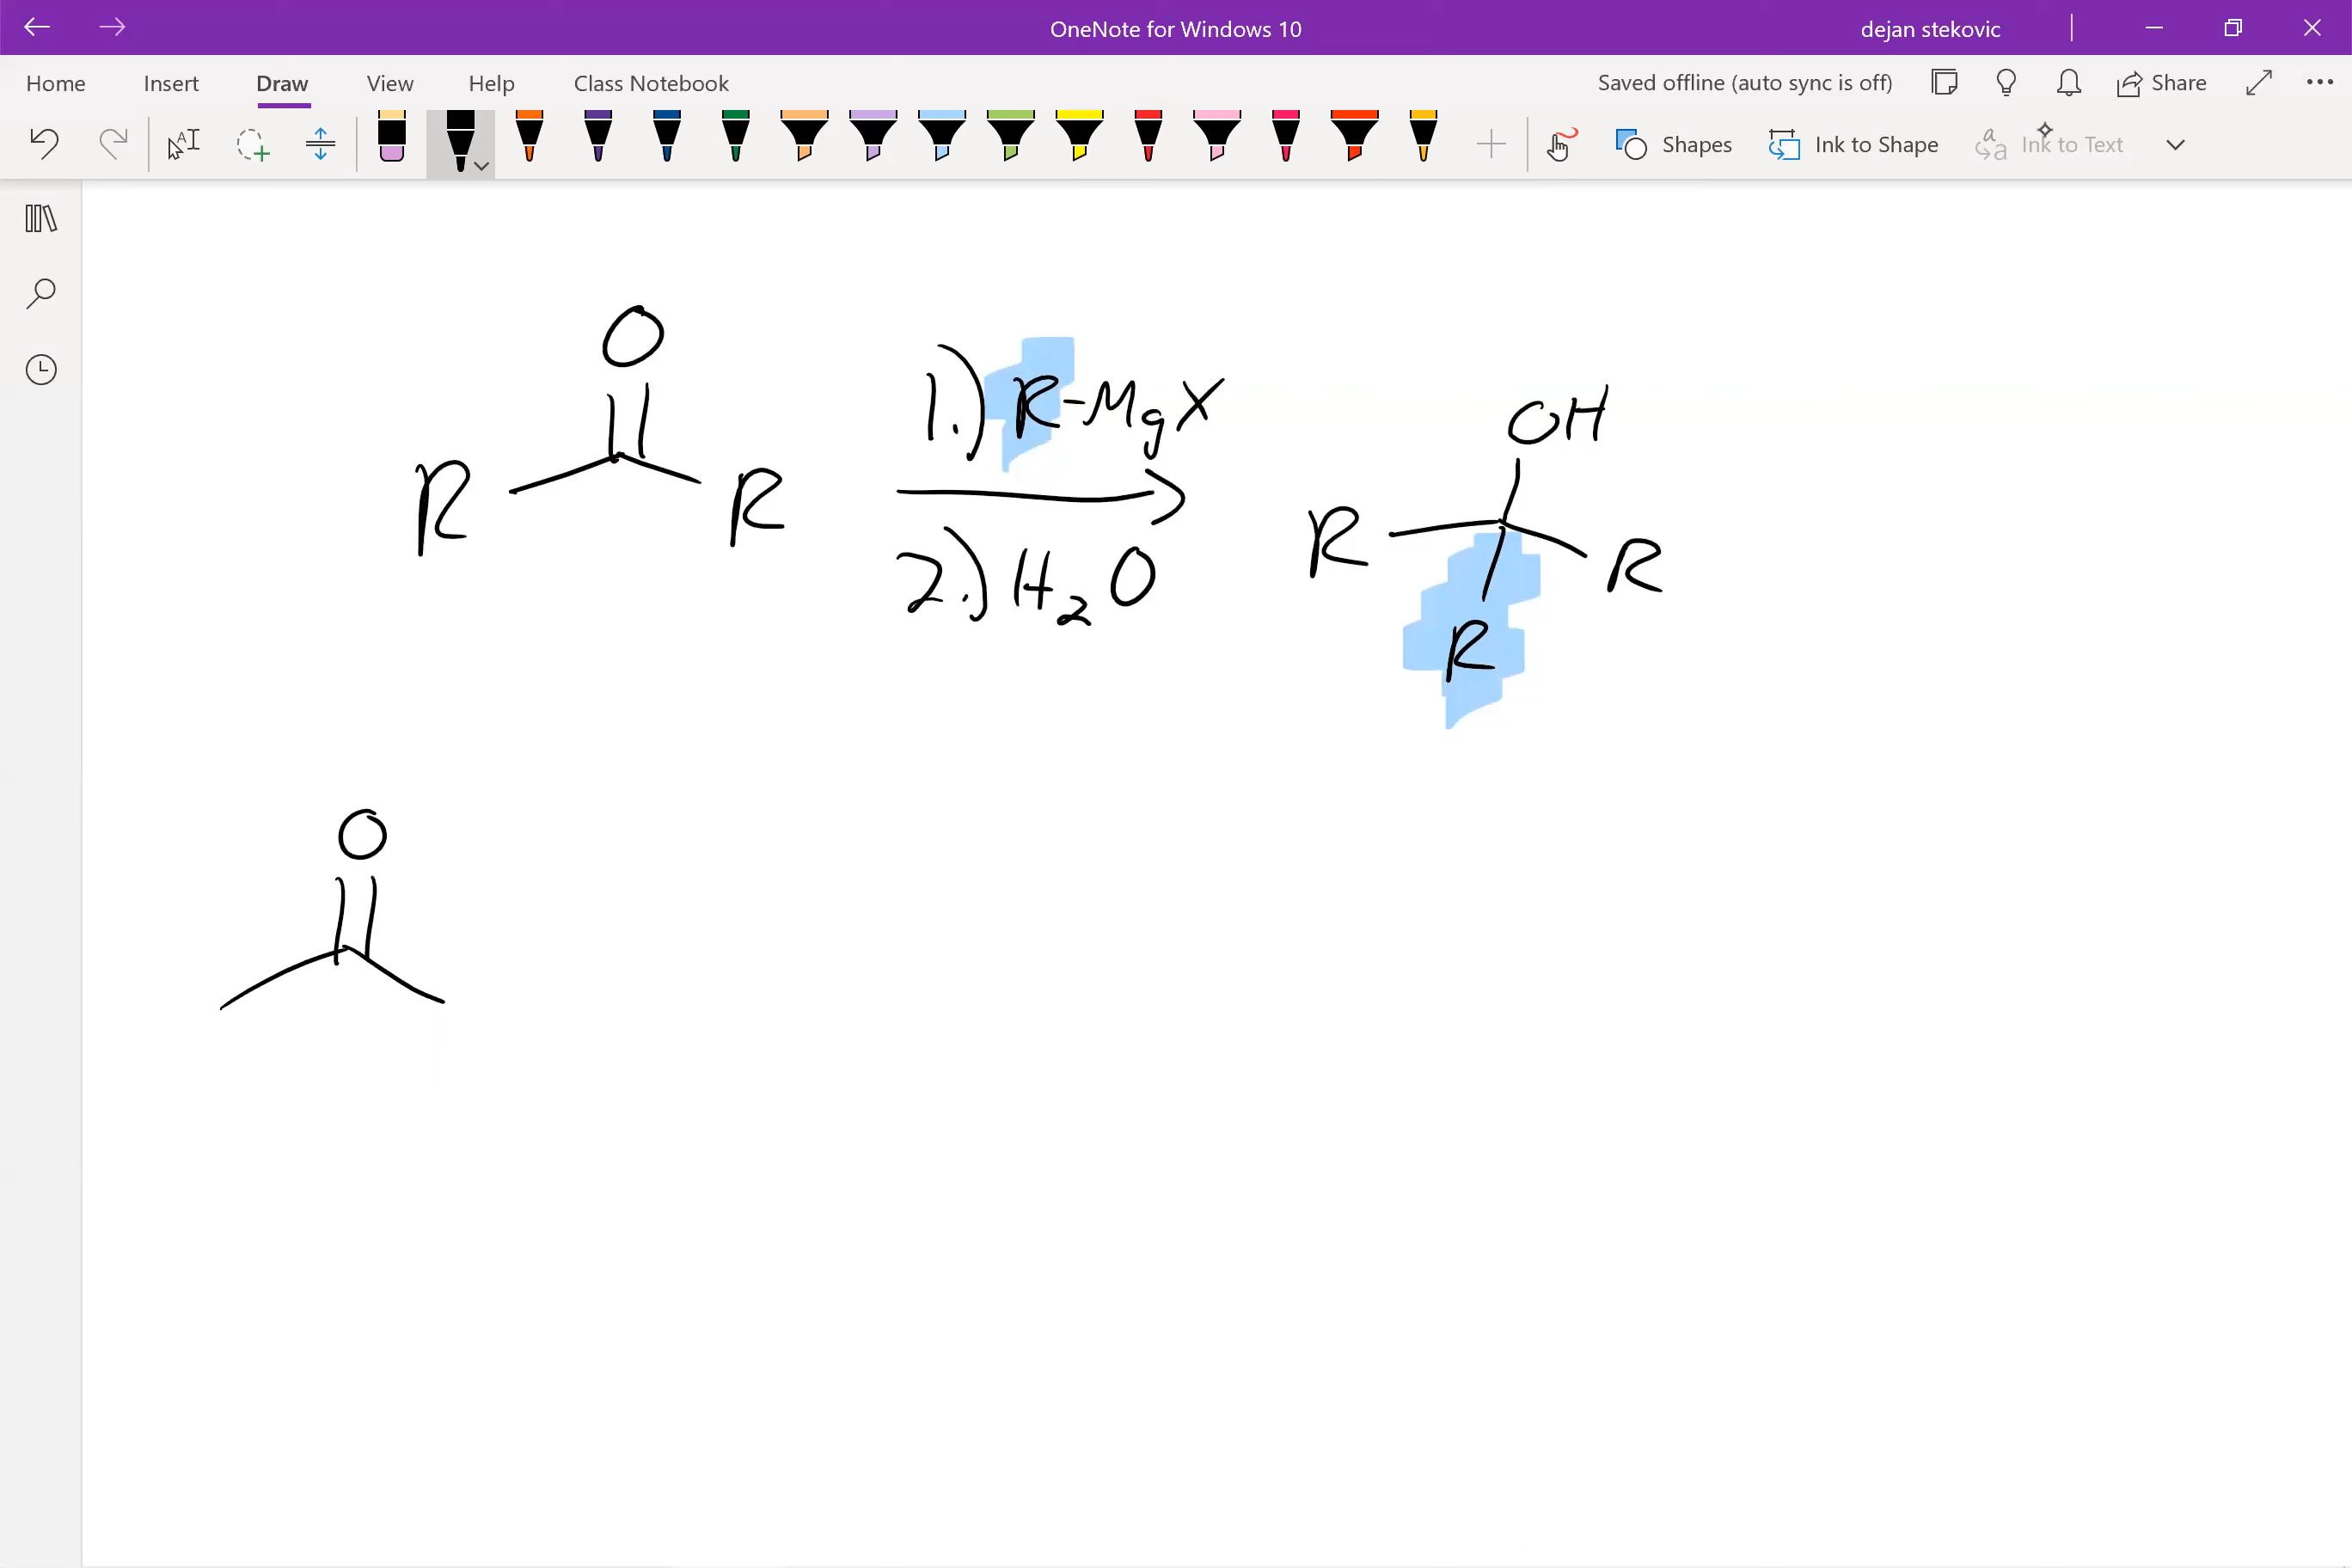 OneNote for Windows 10
dejan stekovic
Home Insert Draw View Help Class Notebook
Saved offline (auto sync is off)
Share
Shapes
Ink to Shape
Ink to Text
O
R R
1.) R-MgX
2.) H₂O
OH
R R
R
O